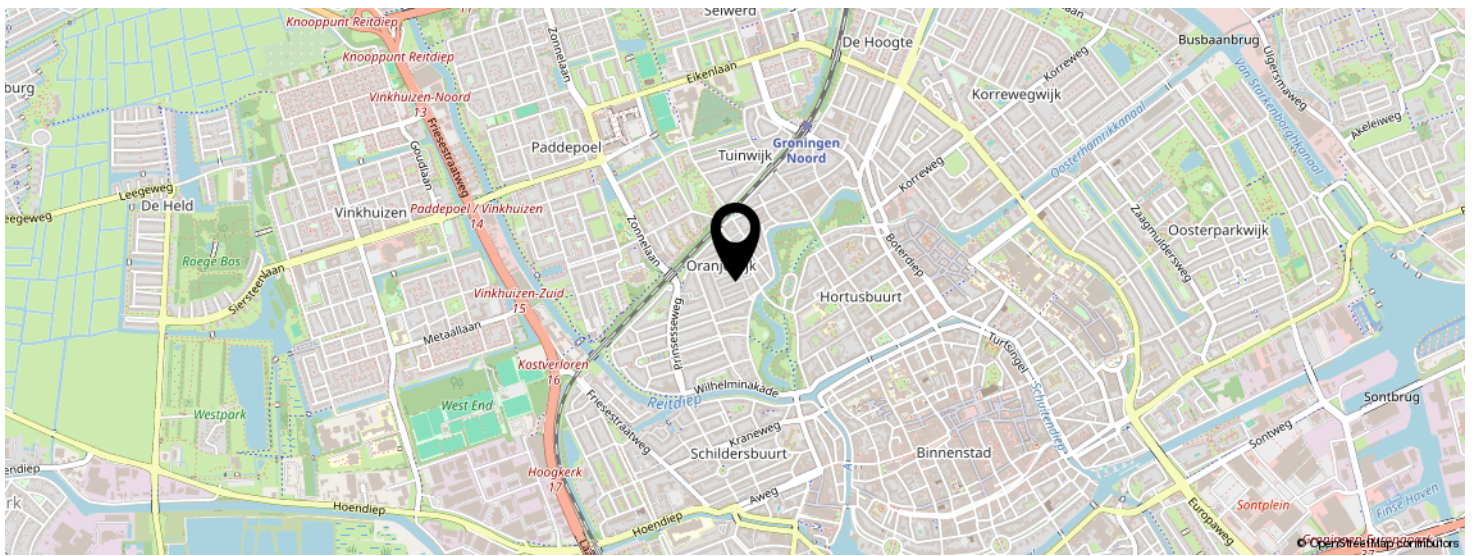 Selwerd
Knooppunt Reitdiep
De Hoogte
Busbaanbrug
Zonnelaan
Knooppunt Reitdiep
Eikenlaan
Korreweg
Ulgersmaweg
Van Starkenborghkanaal
Vinkhuizen-Noord
13
Korrewegwijk
Friesestraatweg
Goudlaan
Paddepoel
Tuinwijk
Groningen
Noord
Korreweg
Oosterhamrikkanaal
Akeleiweg
Leegeweg
De Held
Leegeweg
Vinkhuizen
Paddepoel / Vinkhuizen
14
Zonnelaan
Boterdiep
Zaagmuldersweg
Oosterparkwijk
Roege Bos
Siersteenlaan
Vinkhuizen-Zuid
15
Hortusbuurt
Metaallaan
Prinsesseweg
Turfsingel
Kostverloren
16
Wilhelminakade
Reitdiep
Schuitendiep
Westpark
West End
Friesestraatweg
Kraneweg
Schildersbuurt
Binnenstad
Sontweg
Sontbrug
Hoendiep
Hoogkerk
17
Aweg
A
Hoendiep
Hoendiep
Europaweg
Sontplein
Finse Haven
© OpenStreetMap contributors